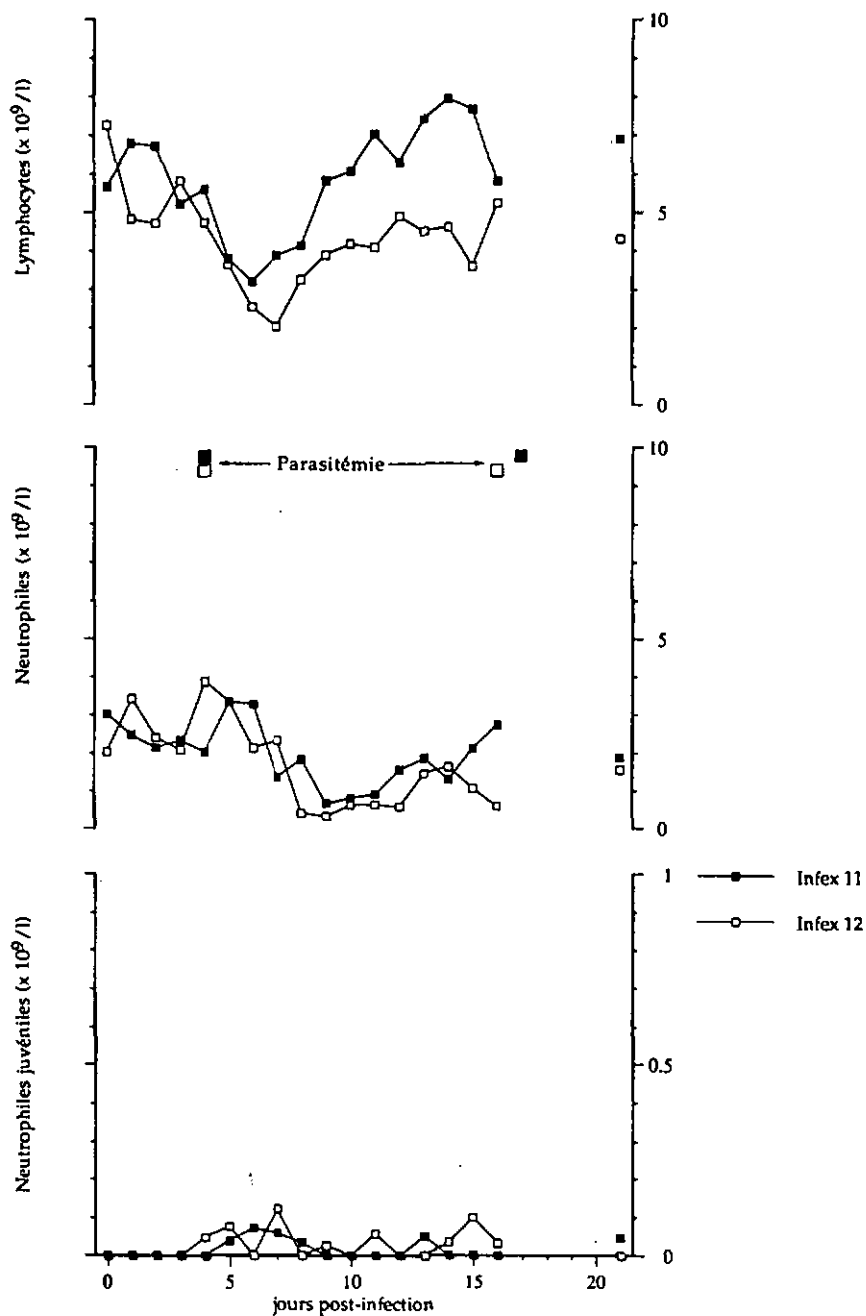 Lymphocytes (x 10⁹/l)
10
5
0
Neutrophiles (x 10⁹/l)
Parasitémie
10
5
0
Neutrophiles juvéniles (x 10⁹/l)
1
0.5
0
Infex 11
Infex 12
0 5 10 15 20
jours post-infection